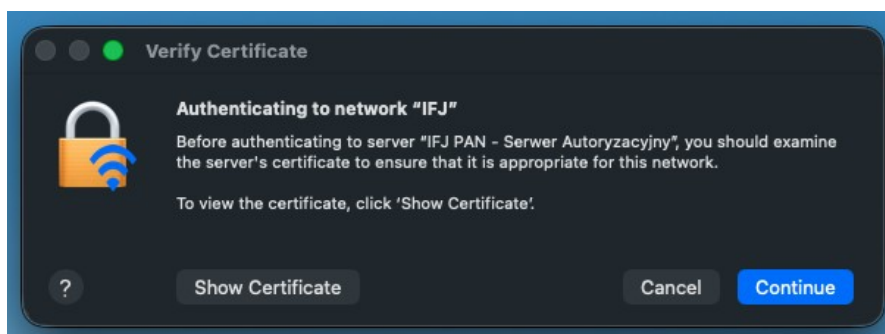 Verify Certificate
Authenticating to network “IFJ”
Before authenticating to server “IFJ PAN - Serwer Autoryzacyjny”, you should examine
the server's certificate to ensure that it is appropriate for this network.
To view the certificate, click ‘Show Certificate’.
? Show Certificate Cancel Continue